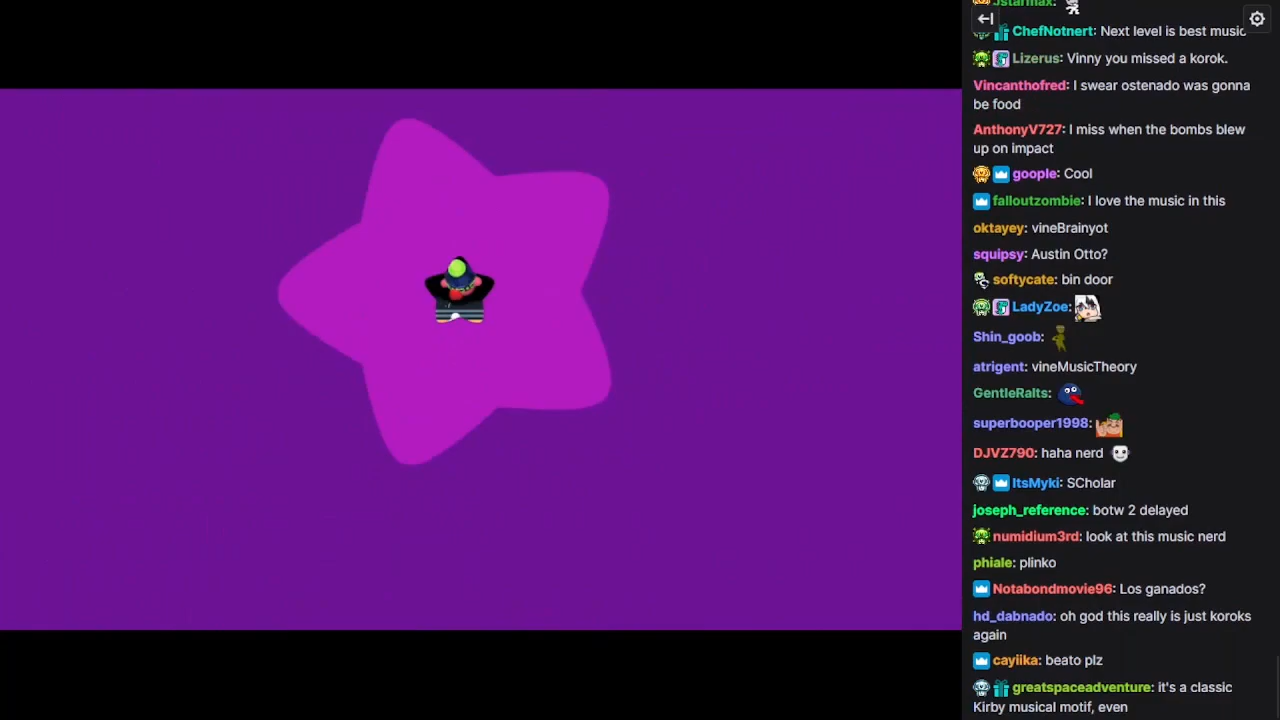 Jstarmax:
ChefNotnert: Next level is best music
Lizerus: Vinny you missed a korok.
Vincanthofred: I swear ostenado was gonna
be food
AnthonyV727: I miss when the bombs blew
up on impact
goople: Cool
falloutzombie: I love the music in this
oktayey: vineBrainyot
squipsy: Austin Otto?
softycate: bin door
LadyZoe:
Shin_goob:
atrigent: vineMusicTheory
GentleRalts:
superbooper1998:
DJVZ790: haha nerd
ItsMyki: SCholar
joseph_reference: botw 2 delayed
numidium3rd: look at this music nerd
phiale: plinko
Notabondmovie96: Los ganados?
hd_dabnado: oh god this really is just koroks
again
cayiika: beato plz
greatspaceadventure: it's a classic
Kirby musical motif, even